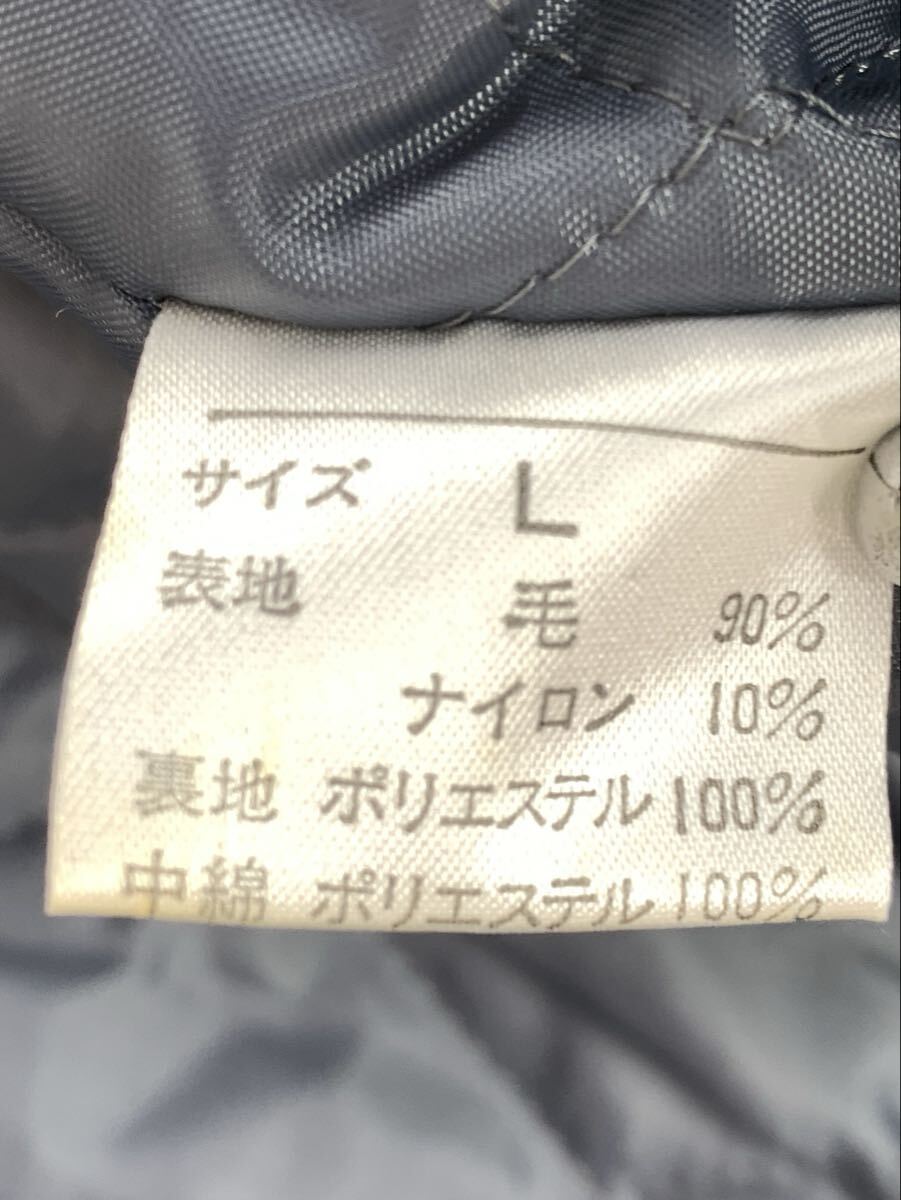 サイズ L
表地 毛 90%
ナイロン 10%
裏地 ポリエステル 100%
中綿 ポリエステル 100%